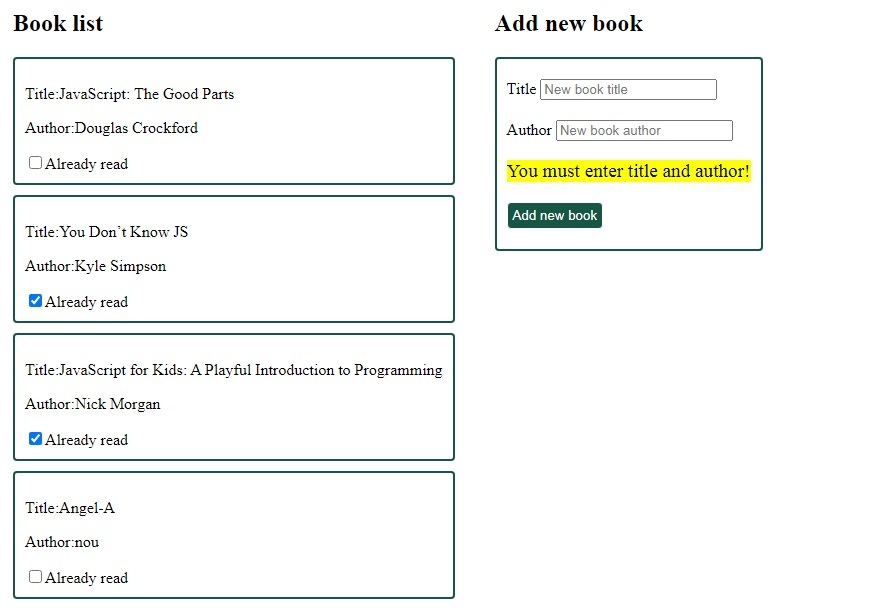 Book list
Title:JavaScript: The Good Parts
Author:Douglas Crockford
Already read
Title:You Don`t Know JS
Author:Kyle Simpson
Already read
Title:JavaScript for Kids: A Playful Introduction to Programming
Author:Nick Morgan
Already read
Title:Angel-A
Author:nou
Already read
Add new book
Title New book title
Author New book author
You must enter title and author!
Add new book